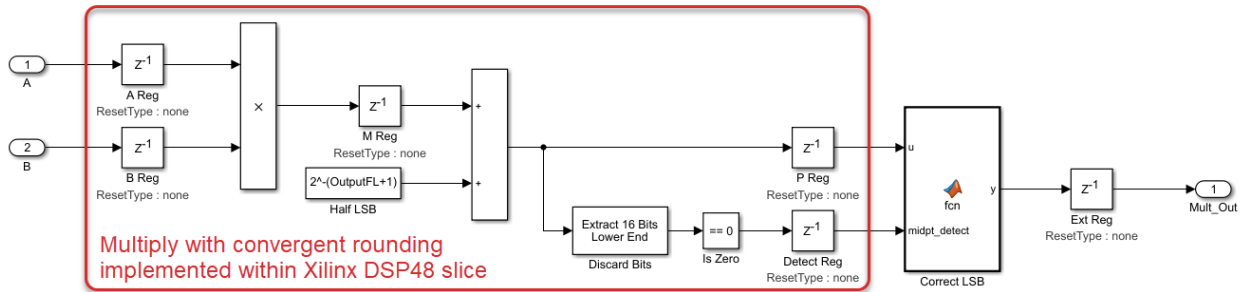 1
A
Z-1
A Reg
ResetType : none
2
B
Z-1
B Reg
ResetType : none
×
Z-1
M Reg
ResetType : none
2^-(OutputFL+1)
Half LSB
+
+
Extract 16 Bits
Lower End
Discard Bits
== 0
Is Zero
Z-1
P Reg
ResetType : none
Z-1
Detect Reg
ResetType : none
Multiply with convergent rounding
implemented within Xilinx DSP48 slice
u
midpt_detect
fcn
y
Correct LSB
Z-1
Ext Reg
ResetType : none
1
Mult_Out